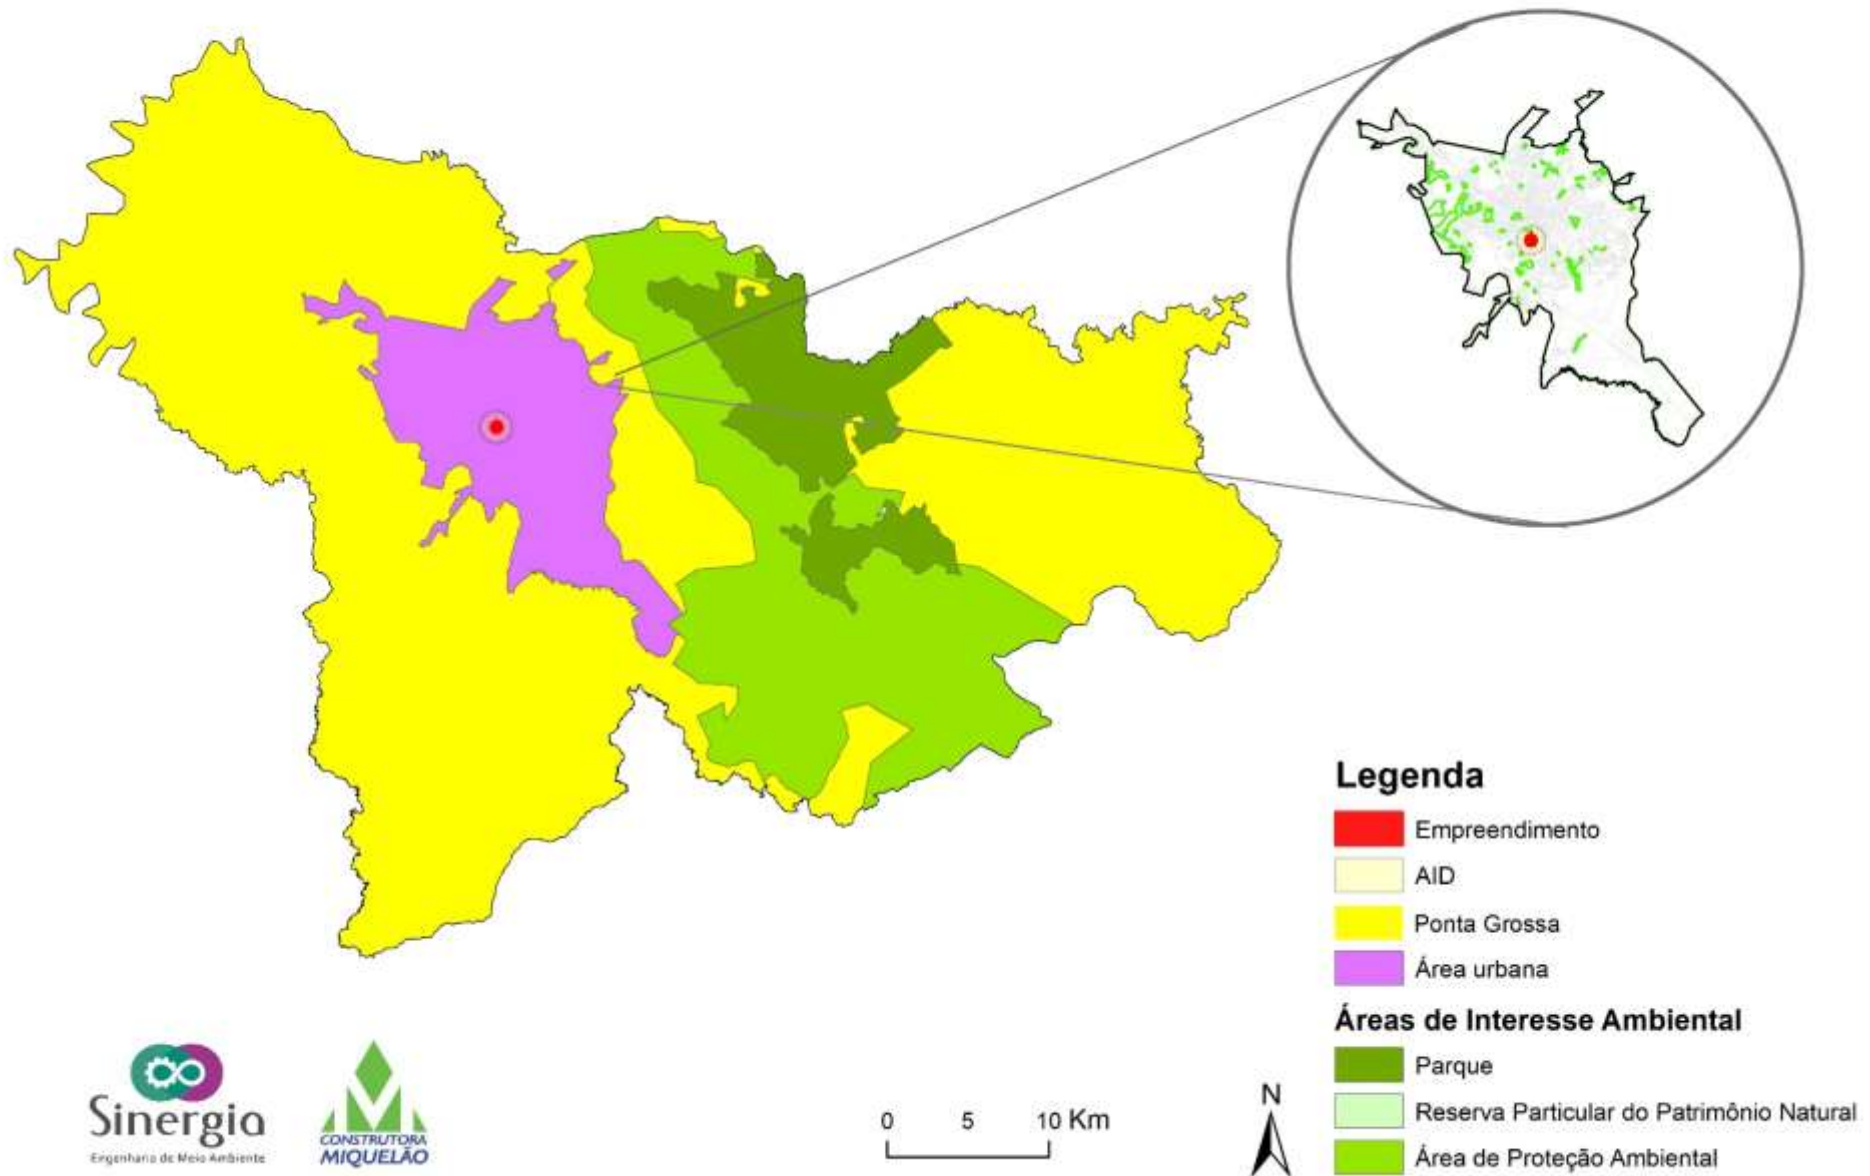 Legenda
Empreendimento
AID
Ponta Grossa
Área urbana
Áreas de Interesse Ambiental
Parque
Reserva Particular do Patrimônio Natural
Área de Proteção Ambiental
N
0 5 10 Km
Sinergia
Engenharia de Meio Ambiente
CONSTRUTORA
MIQUELÃO